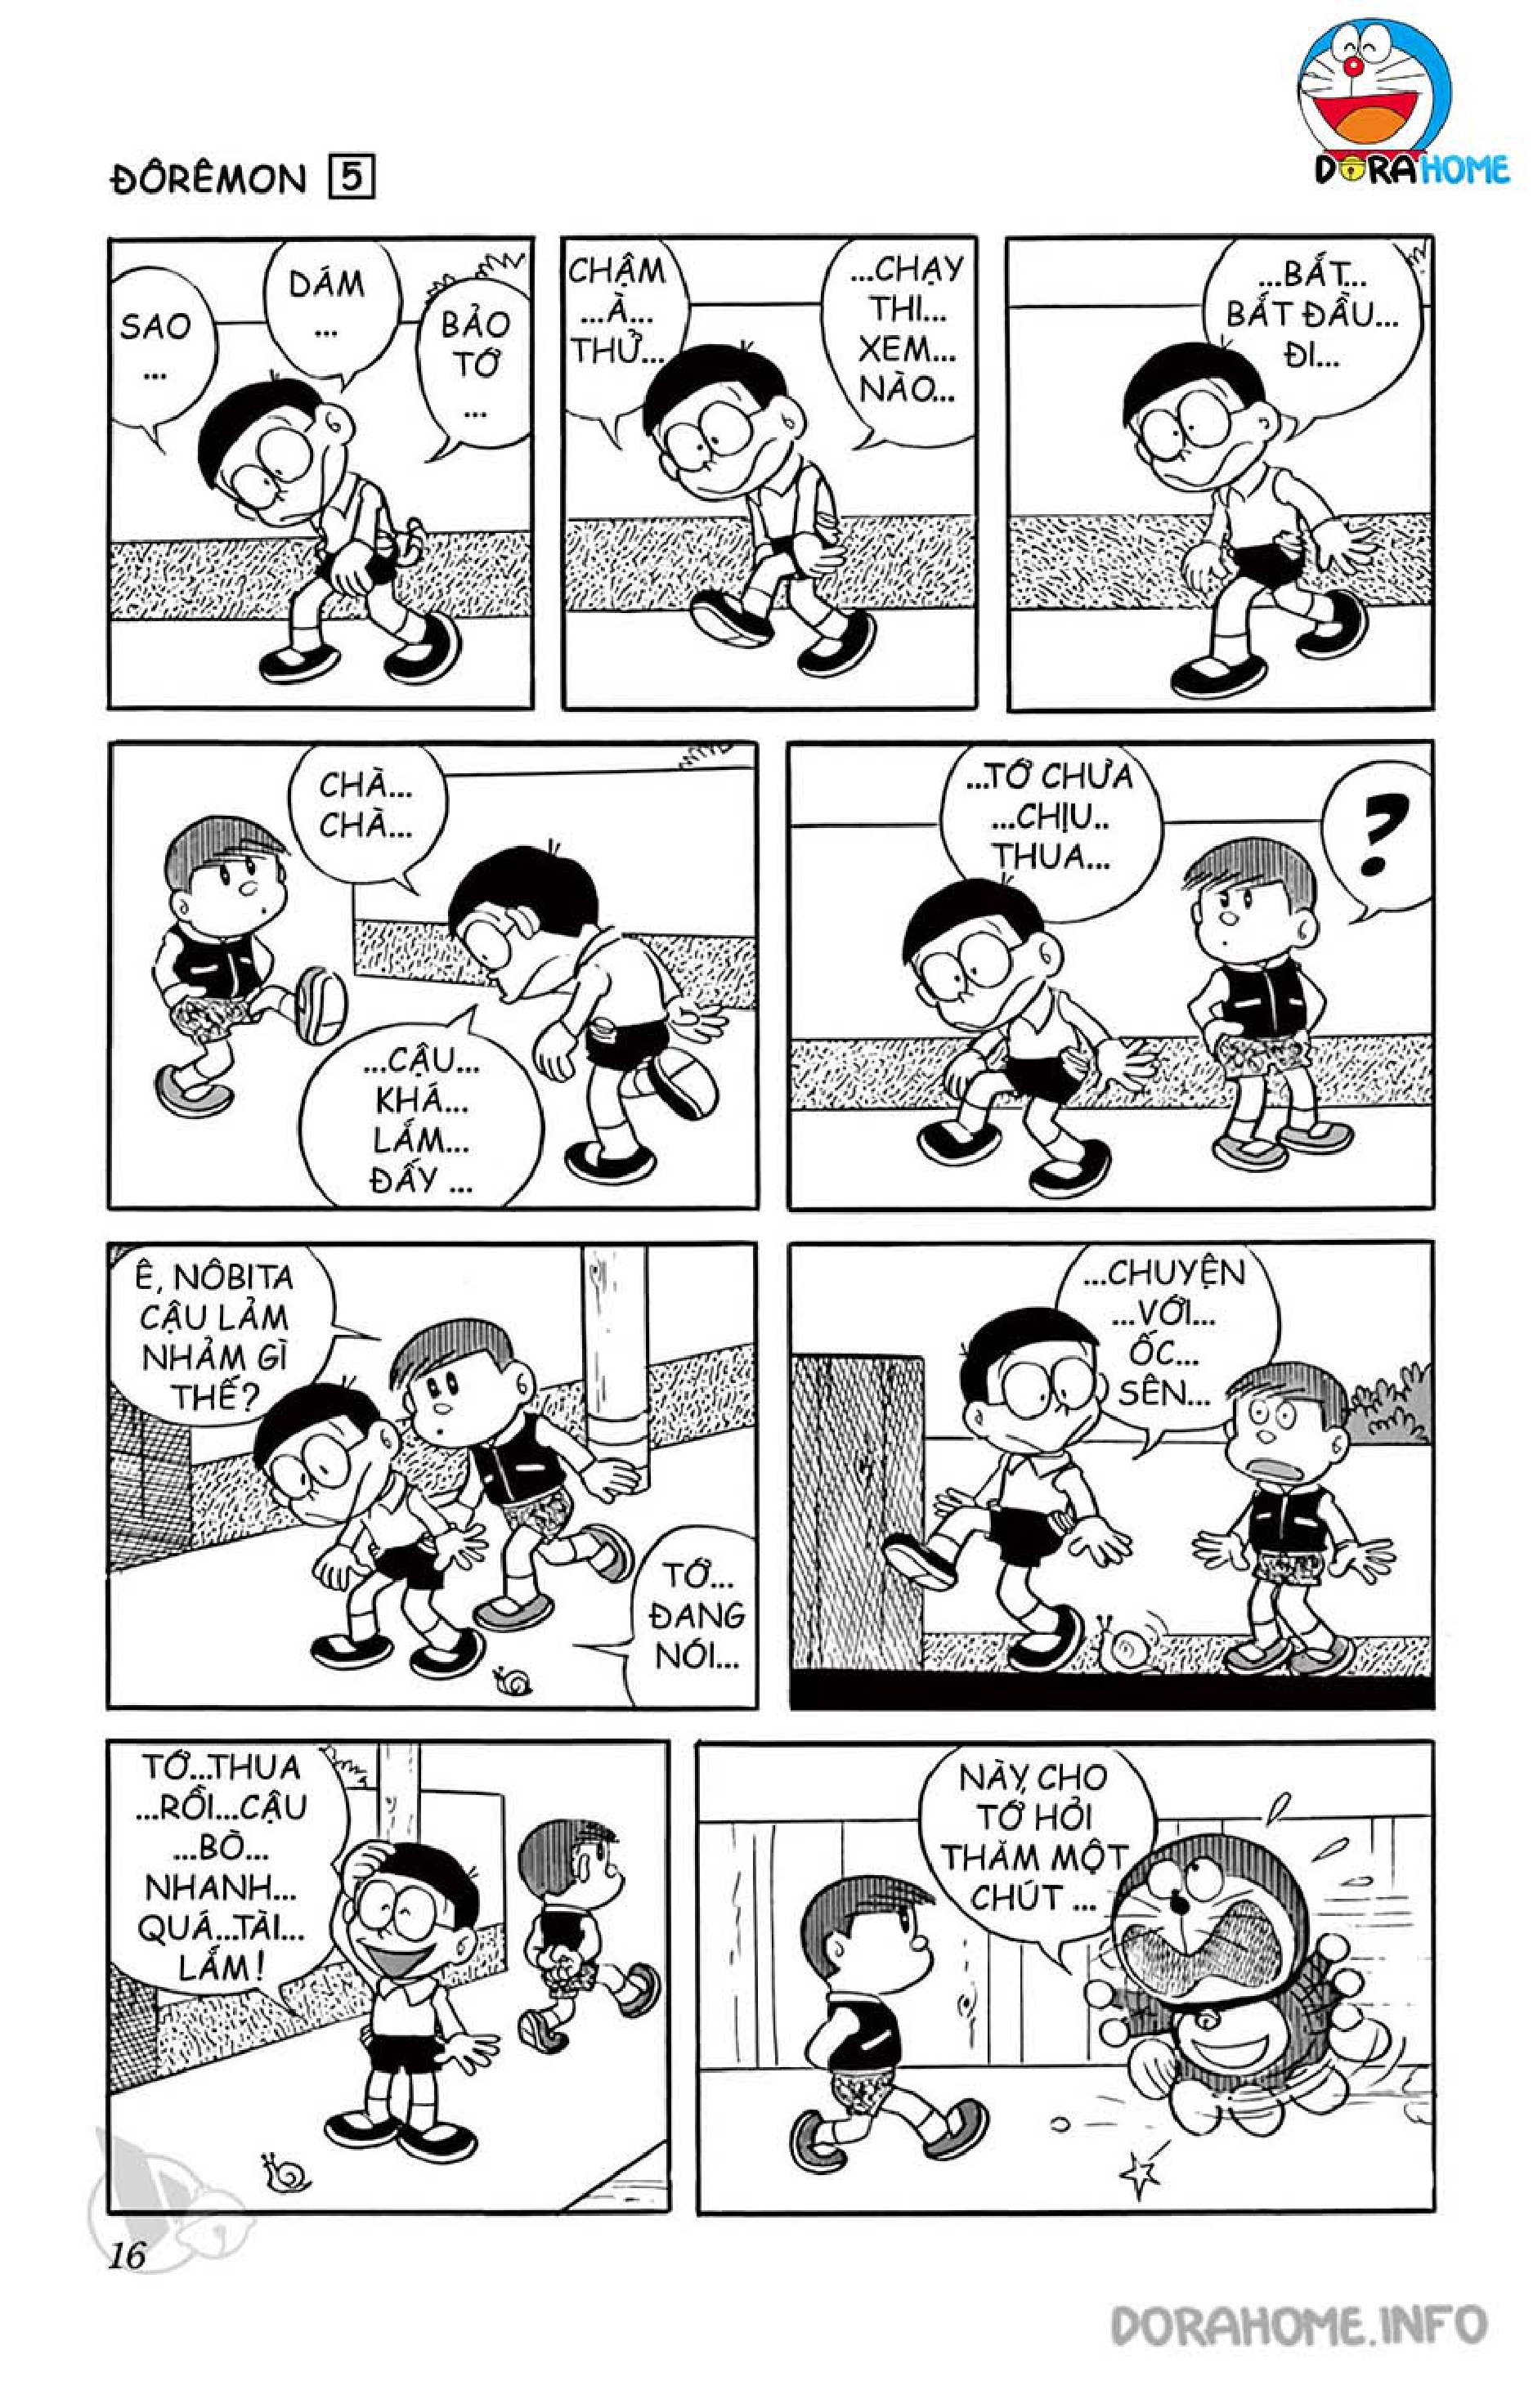 DORAHOME
ĐÔRÊMON 5
SAO
...
DÁM
...
BẢO
TỚ
...
CHẬM
...À...
THỬ...
...CHẠY
THI...
XEM...
NÀO...
...BẮT...
BẮT ĐẦU...
ĐI...
CHÀ...
CHÀ...
...CẬU...
KHÁ...
LẮM...
ĐẤY ...
...TỚ CHƯA
...CHỊU..
THUA...
?
Ê, NÔBITA
CẬU LẢM
NHẢM GÌ
THẾ?
TỚ...
ĐANG
NÓI...
...CHUYỆN
...VỚI...
ỐC...
SÊN...
TỚ...THUA
...RỒI...CẬU
...BÒ...
NHANH...
QUÁ...TÀI...
LẮM!
NÀY, CHO
TỚ HỎI
THĂM MỘT
CHÚT ...
16
DORAHOME.INFO